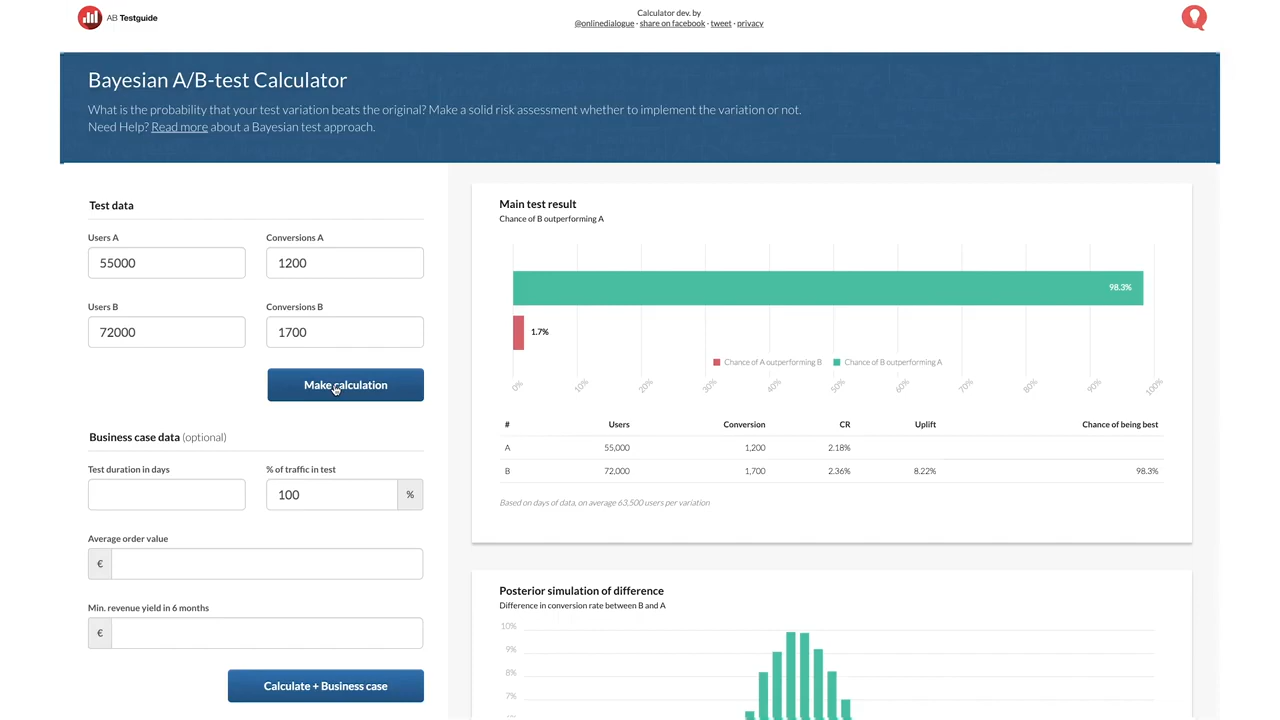 AB Testguide
Calculator dev. by
@onlinedialogue · share on facebook · tweet · privacy
Bayesian A/B-test Calculator
What is the probability that your test variation beats the original? Make a solid risk assessment whether to implement the variation or not.
Need Help? Read more about a Bayesian test approach.
Test data
Users A
Conversions A
55000
1200
Users B
Conversions B
72000
1700
Make calculation
Business case data (optional)
Test duration in days
% of traffic in test
100
%
Average order value
€
Min. revenue yield in 6 months
€
Calculate + Business case
Main test result
Chance of B outperforming A
98.3%
1.7%
Chance of A outperforming B
Chance of B outperforming A
0% 10% 20% 30% 40% 50% 60% 70% 80% 90% 100%
# Users Conversion CR Uplift Chance of being best
A 55,000 1,200 2.18%
B 72,000 1,700 2.36% 8.22% 98.3%
Based on days of data, on average 63,500 users per variation
Posterior simulation of difference
Difference in conversion rate between B and A
10%
9%
8%
7%